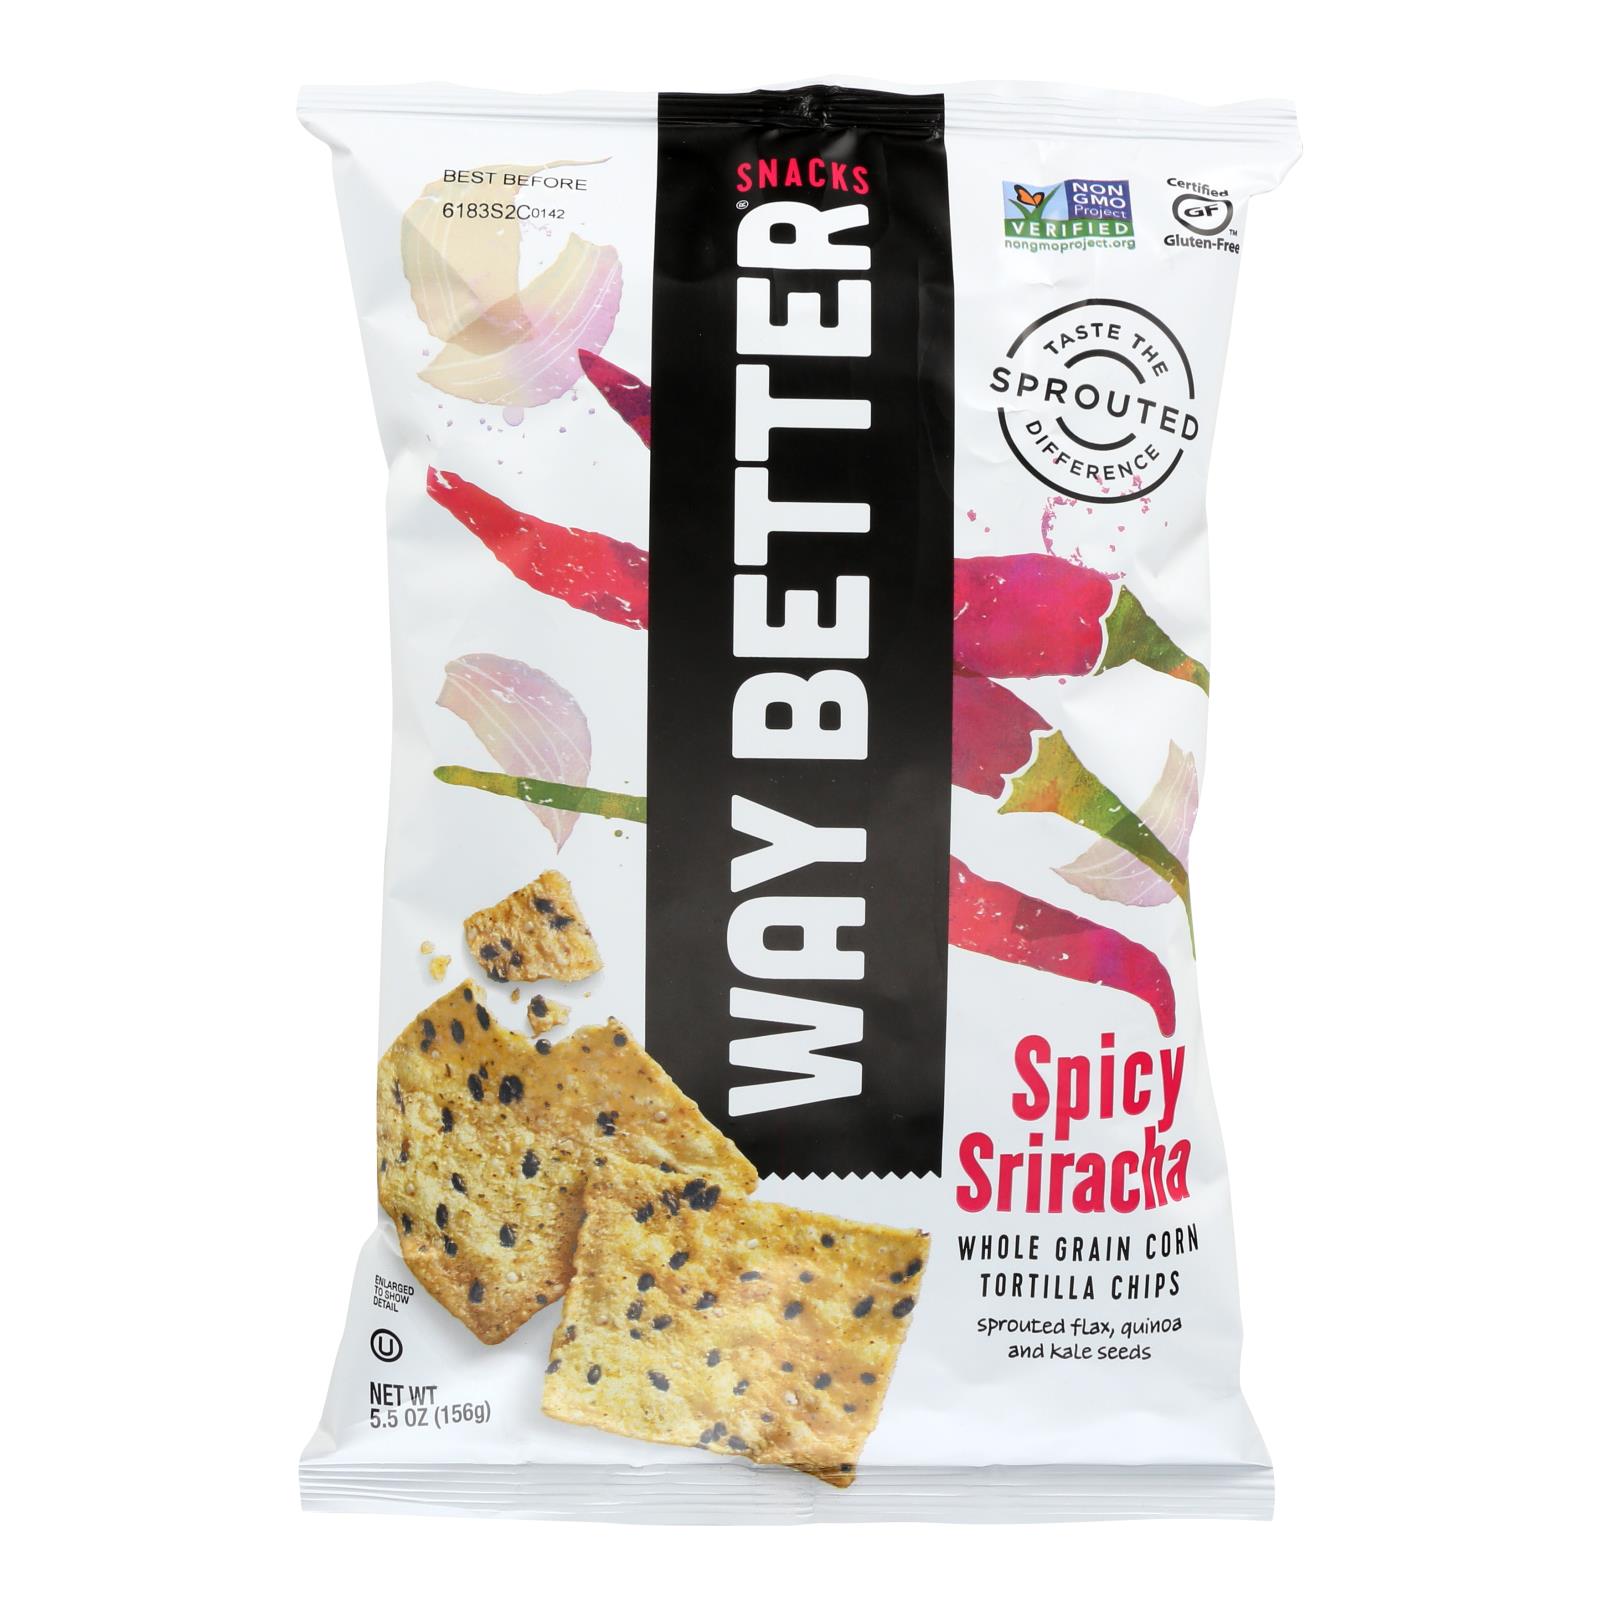 BEST BEFORE
6183S2C0142
SNACKS
WAY BETTER®
NON
GMO
Project
VERIFIED
nongmoproject.org
Certified
GF
TM
Gluten-Free
TASTE THE
SPROUTED
DIFFERENCE
Spicy
Sriracha
WHOLE GRAIN CORN
TORTILLA CHIPS
sprouted flax, quinoa
and kale seeds
ENLARGED
TO SHOW
DETAIL
U
NET WT
5.5 OZ (156g)